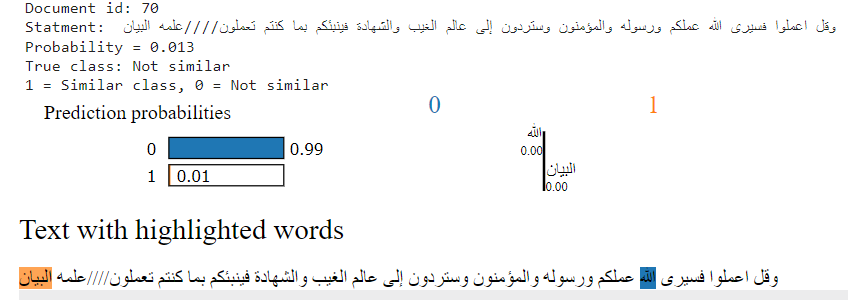 Document id: 70
Statment: وقل اعملوا فسيرى الله عملكم ورسوله والمؤمنون وستردون إلى عالم الغيب والشهادة فينبئكم بما كنتم تعملون////علمه البيان
Probability = 0.013
True class: Not similar
1 = Similar class, 0 = Not similar
Prediction probabilities
0 0.99
1 0.01
0 1
الله
0.00
البيان
0.00
Text with highlighted words
وقل اعملوا فسيرى الله عملكم ورسوله والمؤمنون وستردون إلى عالم الغيب والشهادة فينبئكم بما كنتم تعملون////علمه البيان